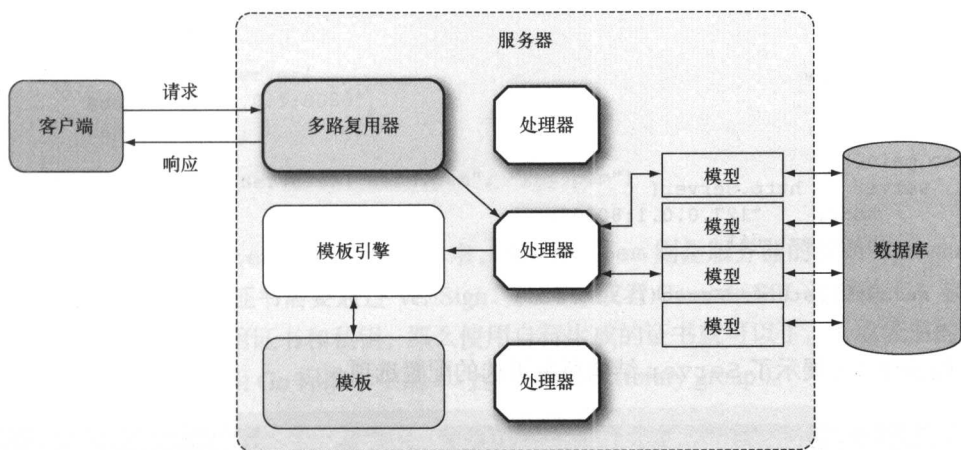 服务器
请求
客户端
响应
多路复用器
处理器
模型
模型
模型
模型
处理器
模板引擎
模板
处理器
数据库